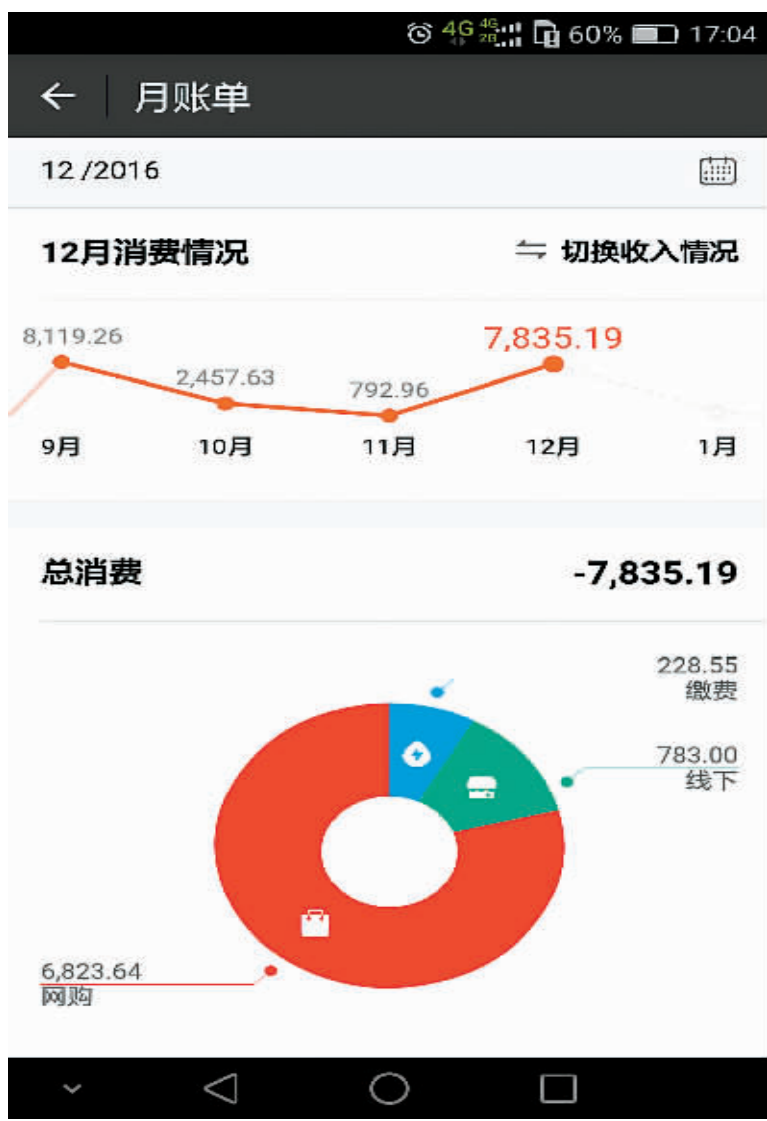 4G 4G 2G 60% 17:04
月账单
12 /2016
12月消费情况 切换收入情况
8,119.26 2,457.63 792.96 7,835.19
9月 10月 11月 12月 1月
总消费 -7,835.19
228.55
缴费
783.00
线下
6,823.64
网购